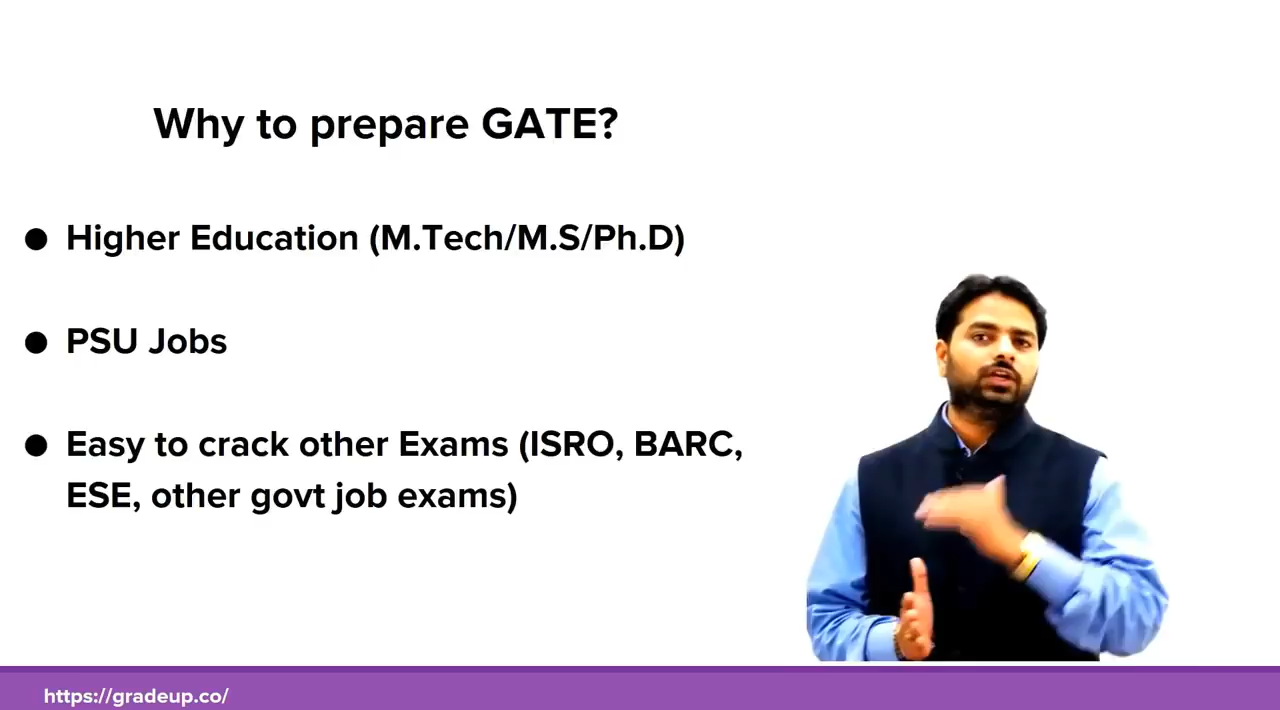 Why to prepare GATE?
● Higher Education (M.Tech/M.S/Ph.D)
● PSU Jobs
● Easy to crack other Exams (ISRO, BARC,
ESE, other govt job exams)
https://gradeup.co/